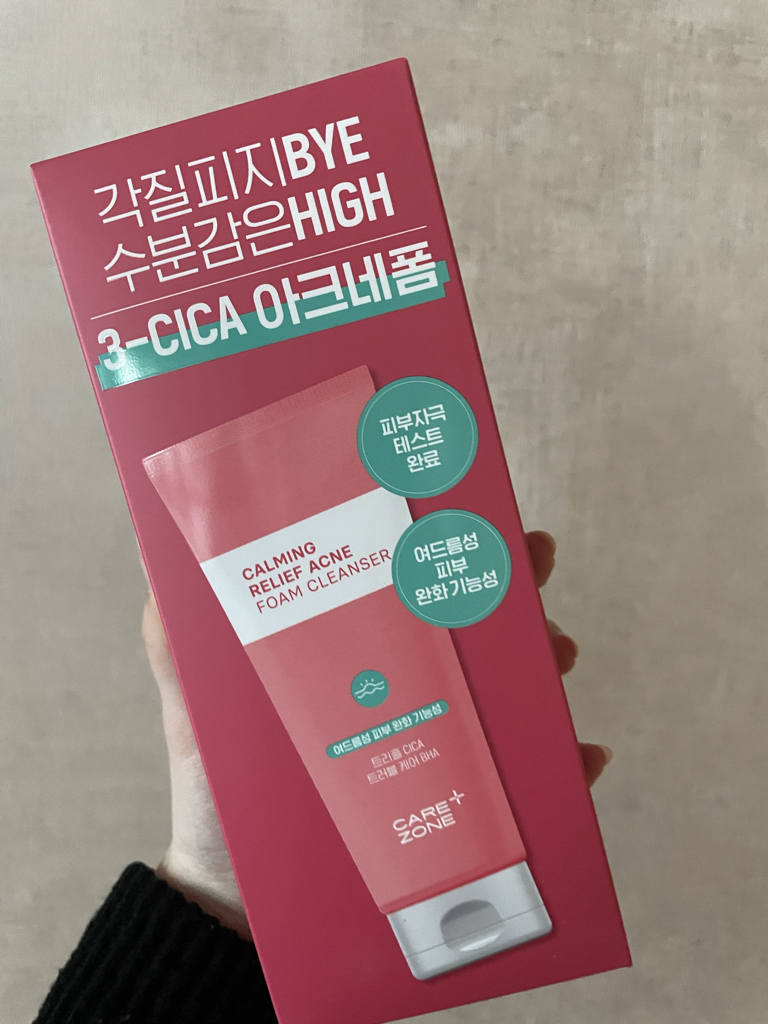 각질피지BYE
수분감은HIGH
3-CICA 아크네폼
피부자극
테스트
완료
CALMING
RELIEF ACNE
FOAM CLEANSER
여드름성
피부
완화기능성
여드름성 피부 완화 기능성
트리플 CICA
트러블 케어 BHA
CARE+
ZONE